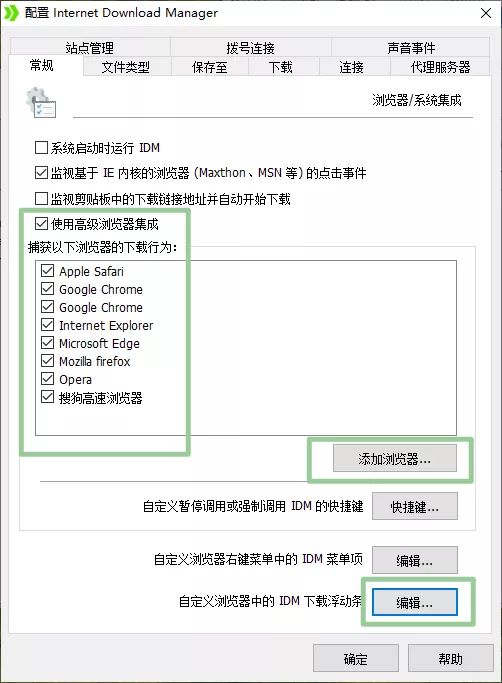 配置 Internet Download Manager
站点管理 拨号连接 声音事件
常规 文件类型 保存至 下载 连接 代理服务器
浏览器/系统集成
系统启动时运行 IDM
监视基于 IE 内核的浏览器 (Maxthon、MSN 等) 的点击事件
监视剪贴板中的下载链接地址并自动开始下载
使用高级浏览器集成
捕获以下浏览器的下载行为：
Apple Safari
Google Chrome
Google Chrome
Internet Explorer
Microsoft Edge
Mozilla firefox
Opera
搜狗高速浏览器
添加浏览器...
自定义暂停调用或强制调用 IDM 的快捷键 快捷键...
自定义浏览器右键菜单中的 IDM 菜单项 编辑...
自定义浏览器中的 IDM 下载浮动条 编辑...
确定 帮助